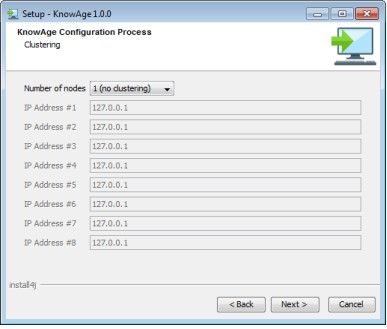 Setup - KnowAge 1.0.0
KnowAge Configuration Process
Clustering
Number of nodes 1 (no clustering)
IP Address #1 127.0.0.1
IP Address #2 127.0.0.1
IP Address #3 127.0.0.1
IP Address #4 127.0.0.1
IP Address #5 127.0.0.1
IP Address #6 127.0.0.1
IP Address #7 127.0.0.1
IP Address #8 127.0.0.1
install4j
< Back Next > Cancel